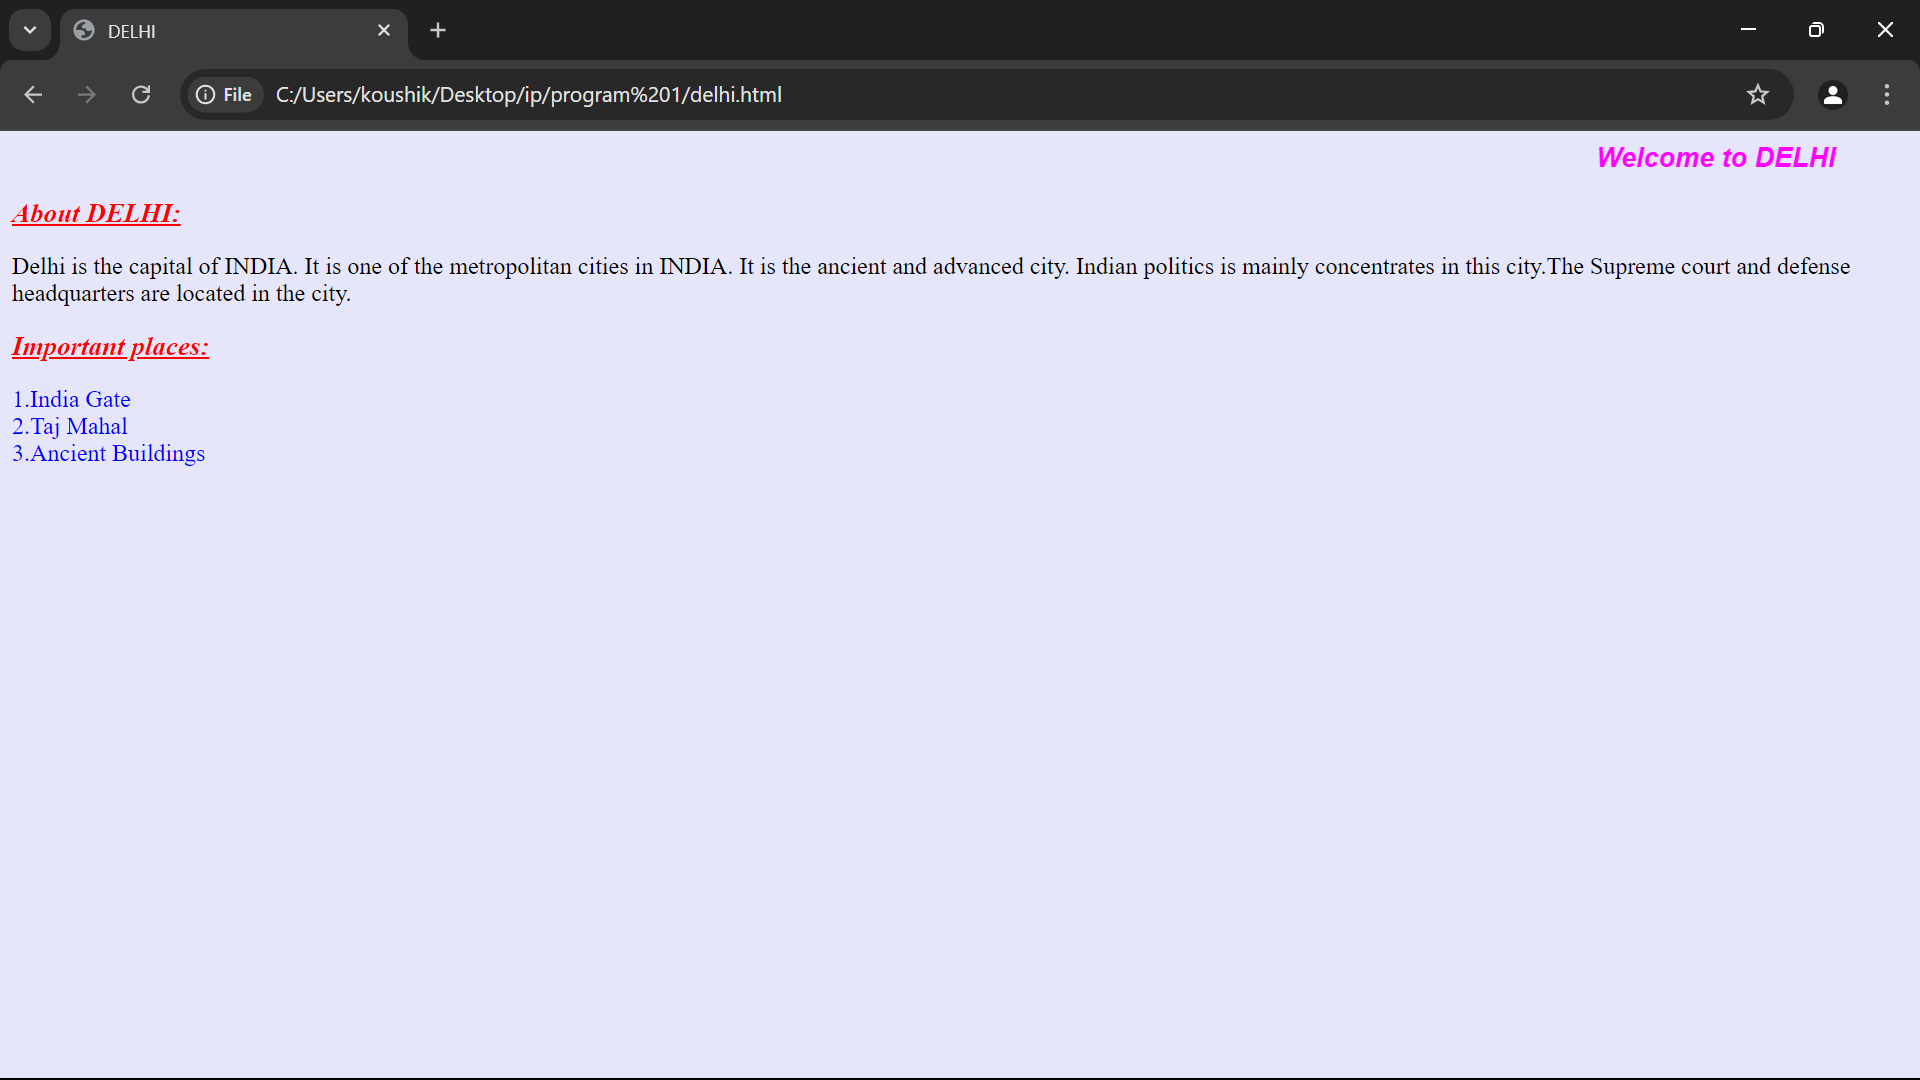 DELHI
File C:/Users/koushik/Desktop/ip/program%201/delhi.html
Welcome to DELHI
About DELHI:
Delhi is the capital of INDIA. It is one of the metropolitan cities in INDIA. It is the ancient and advanced city. Indian politics is mainly concentrates in this city.The Supreme court and defense
headquarters are located in the city.
Important places:
1.India Gate
2.Taj Mahal
3.Ancient Buildings